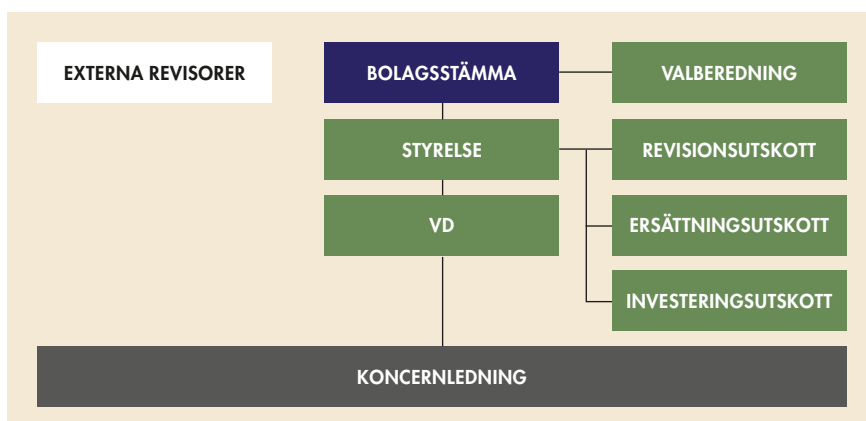 EXTERNA REVISORER
BOLAGSSTÄMMA
VALBEREDNING
STYRELSE
REVISIONSUTSKOTT
VD
ERSÄTTNINGSUTSKOTT
INVESTERINGSUTSKOTT
KONCERNLEDNING